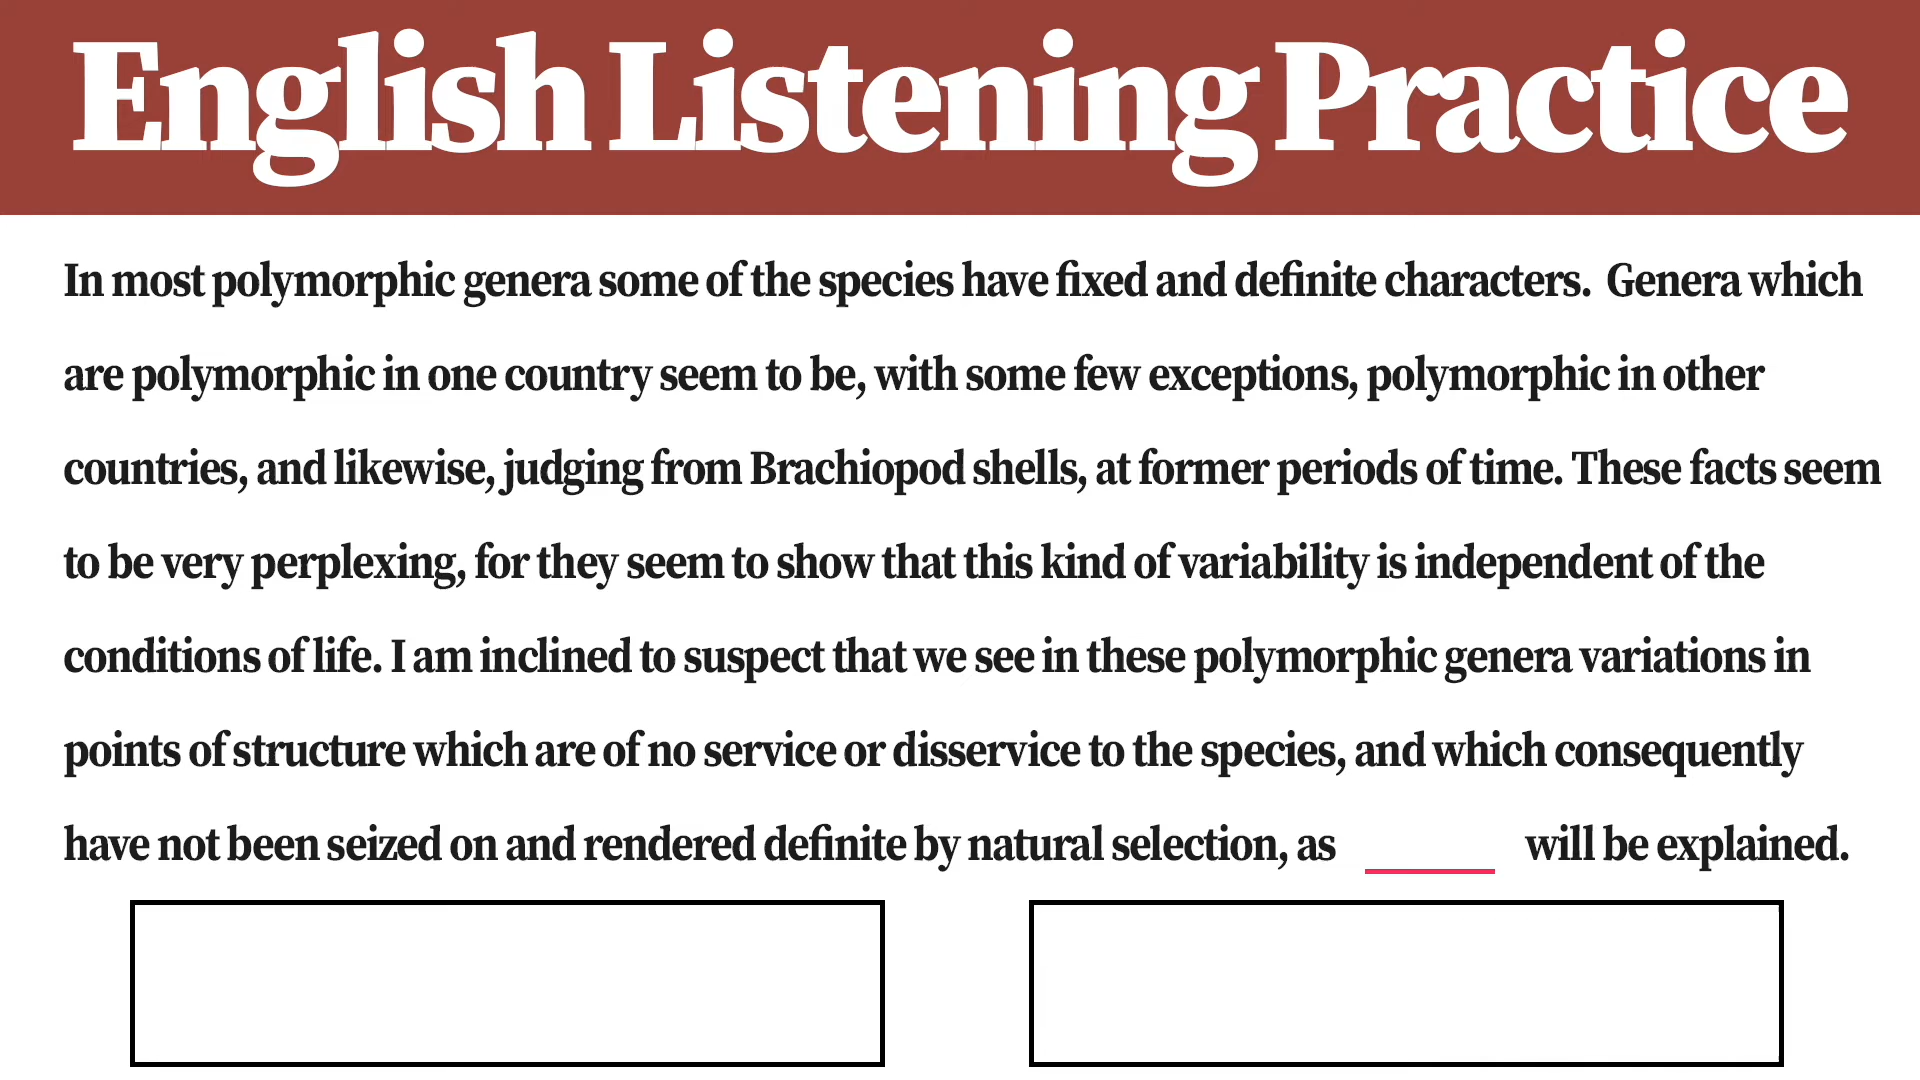 English Listening Practice
In most polymorphic genera some of the species have fixed and definite characters. Genera which
are polymorphic in one country seem to be, with some few exceptions, polymorphic in other
countries, and likewise, judging from Brachiopod shells, at former periods of time. These facts seem
to be very perplexing, for they seem to show that this kind of variability is independent of the
conditions of life. I am inclined to suspect that we see in these polymorphic genera variations in
points of structure which are of no service or disservice to the species, and which consequently
have not been seized on and rendered definite by natural selection, as ______ will be explained.